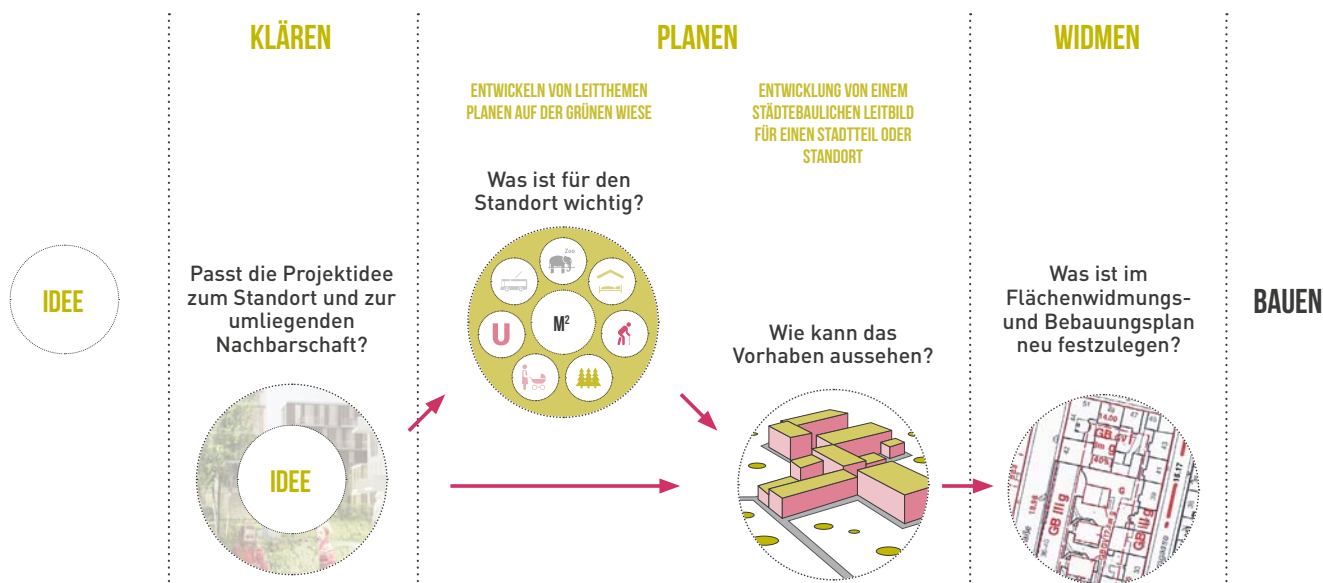 KLÄREN
PLANEN
WIDMEN
ENTWICKELN VON LEITTHEMEN
PLANEN AUF DER GRÜNEN WIESE
ENTWICKLUNG VON EINEM
STÄDTEBAULICHEN LEITBILD
FÜR EINEN STADTTEIL ODER
STANDORT
Was ist für den
Standort wichtig?
Zoo
U
M²
IDEE
Passt die Projektidee
zum Standort und zur
umliegenden
Nachbarschaft?
IDEE
Wie kann das
Vorhaben aussehen?
Was ist im
Flächenwidmungs-
und Bebauungsplan
neu festzulegen?
GB III g
GB III g
BAUEN